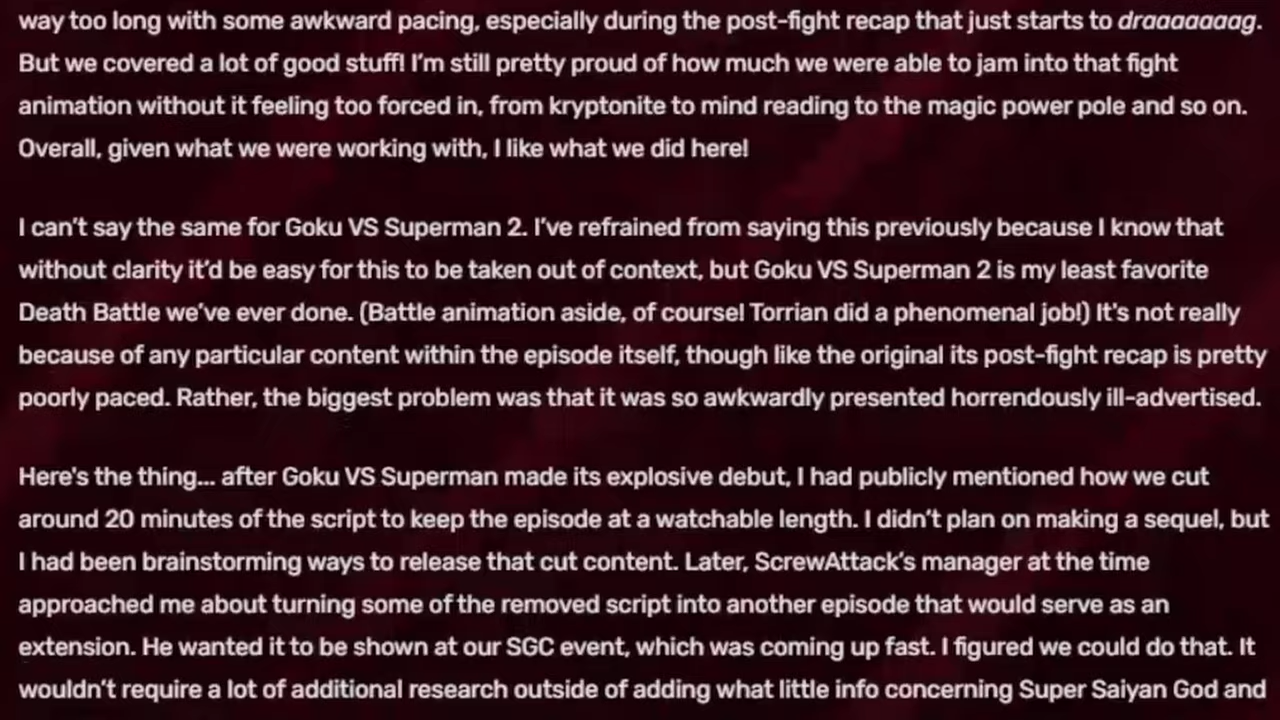 way too long with some awkward pacing, especially during the post-fight recap that just starts to draaaaaaag.
But we covered a lot of good stuff! I'm still pretty proud of how much we were able to jam into that fight
animation without it feeling too forced in, from kryptonite to mind reading to the magic power pole and so on.
Overall, given what we were working with, I like what we did here!
I can't say the same for Goku VS Superman 2. I've refrained from saying this previously because I know that
without clarity it'd be easy for this to be taken out of context, but Goku VS Superman 2 is my least favorite
Death Battle we've ever done. (Battle animation aside, of course! Torrian did a phenomenal job!) It's not really
because of any particular content within the episode itself, though like the original its post-fight recap is pretty
poorly paced. Rather, the biggest problem was that it was so awkwardly presented horrendously ill-advertised.
Here's the thing... after Goku VS Superman made its explosive debut, I had publicly mentioned how we cut
around 20 minutes of the script to keep the episode at a watchable length. I didn't plan on making a sequel, but
I had been brainstorming ways to release that cut content. Later, ScrewAttack's manager at the time
approached me about turning some of the removed script into another episode that would serve as an
extension. He wanted it to be shown at our SGC event, which was coming up fast. I figured we could do that. It
wouldn't require a lot of additional research outside of adding what little info concerning Super Saiyan God and